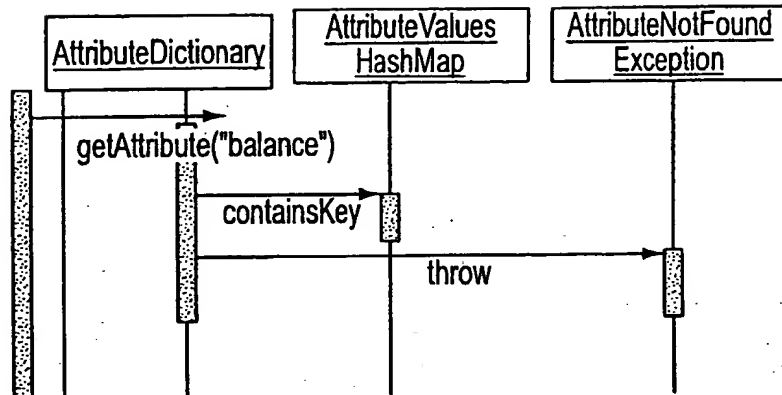 AttributeDictionary
AttributeValues
HashMap
AttributeNotFound
Exception
getAttribute("balance")
containsKey
throw